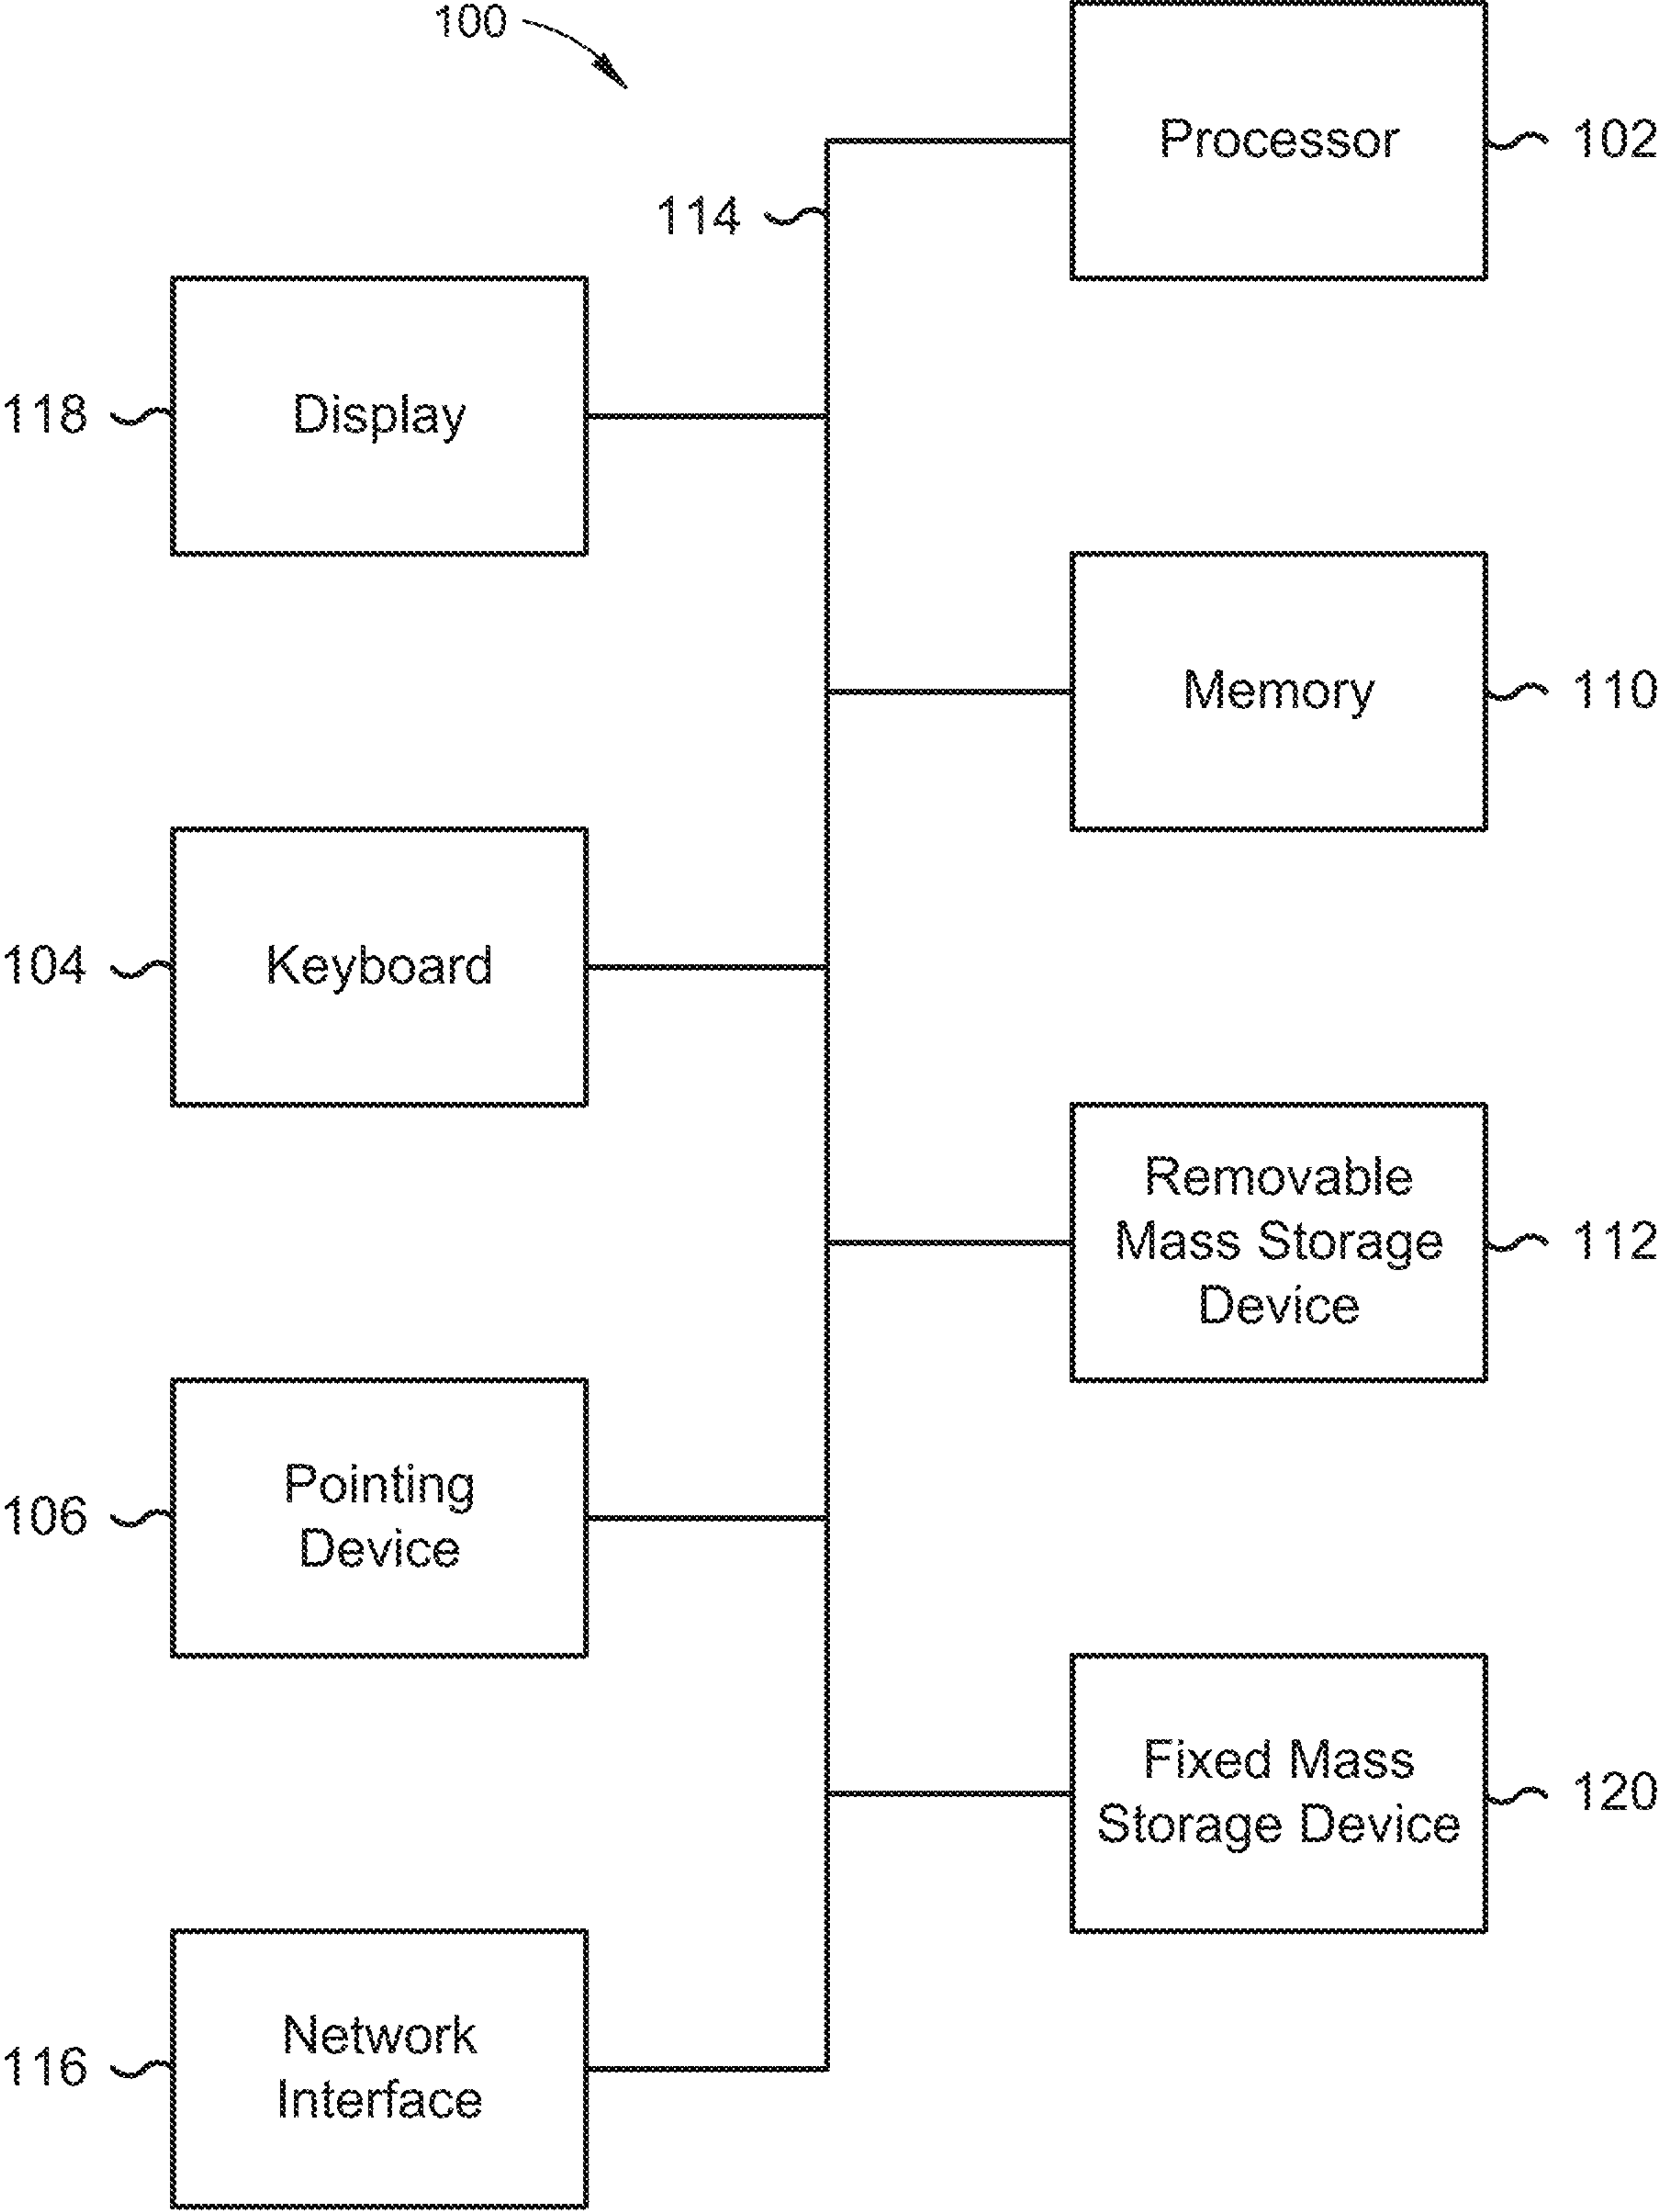 100
Processor
102
114
118
Display
Memory
110
104
Keyboard
Removable
Mass Storage
Device
112
106
Pointing
Device
Fixed Mass
Storage Device
120
116
Network
Interface